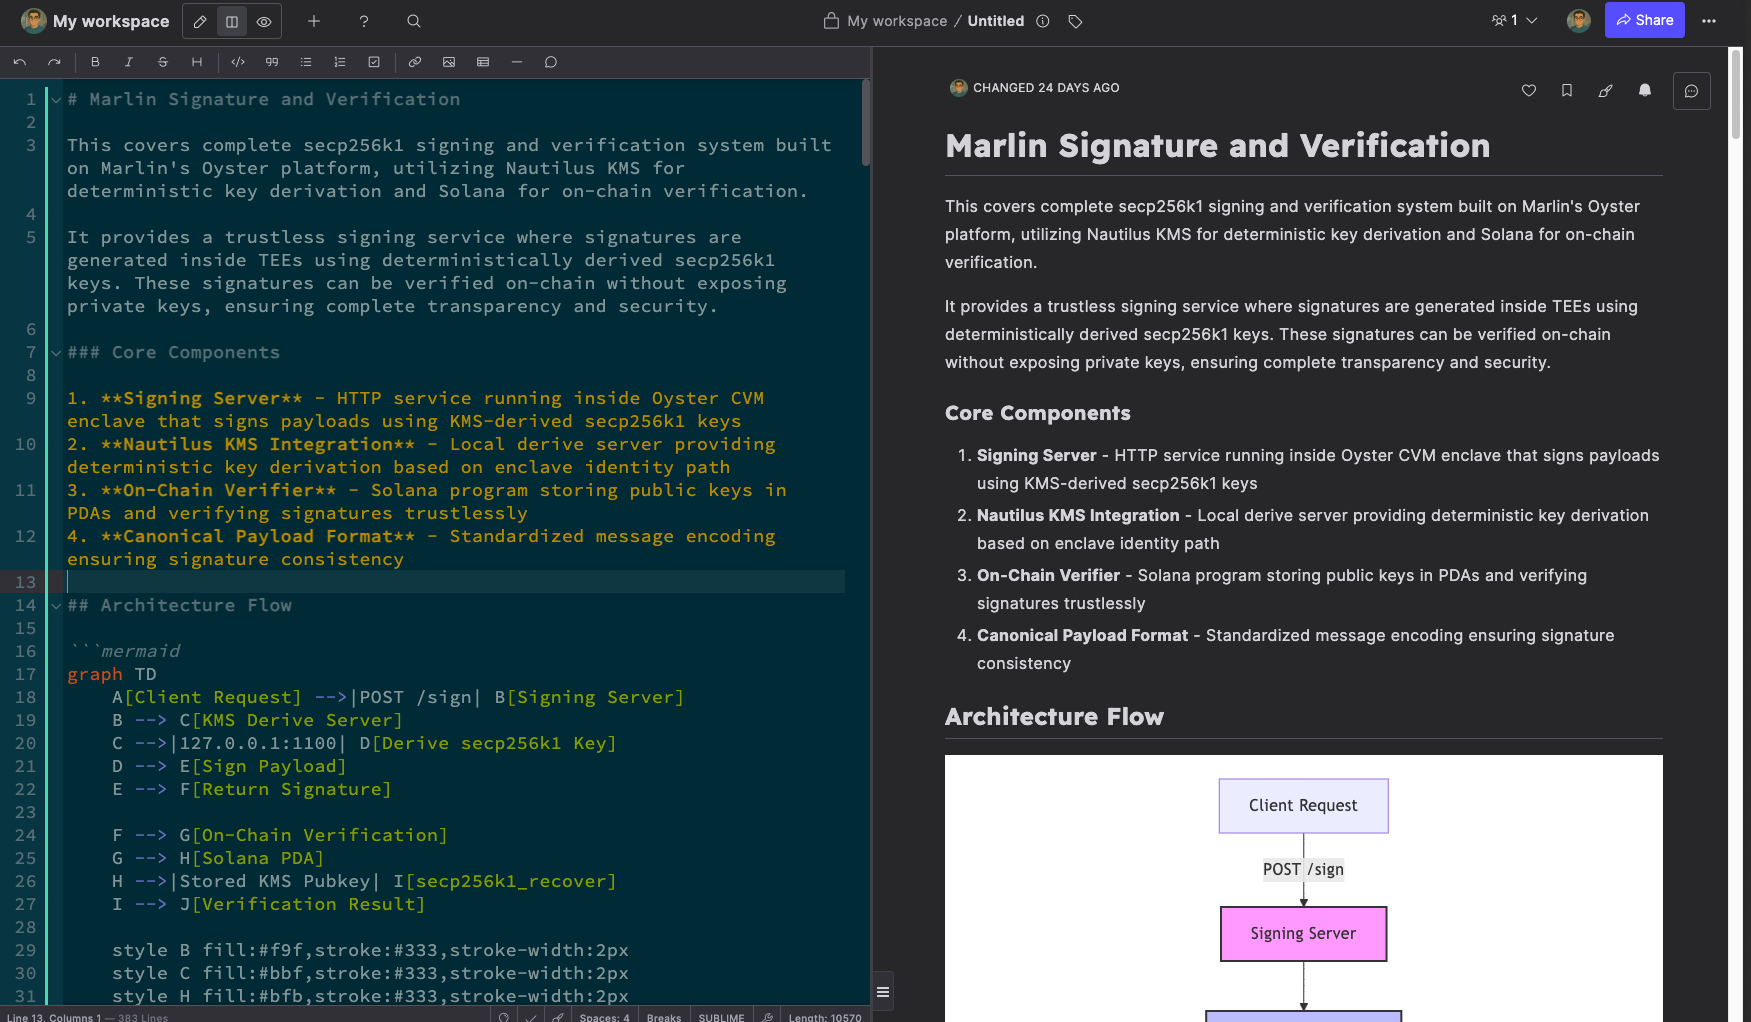 My workspace
My workspace / Untitled
1
Share
1 # Marlin Signature and Verification
2
3 This covers complete secp256k1 signing and verification system built
on Marlin's Oyster platform, utilizing Nautilus KMS for
deterministic key derivation and Solana for on-chain verification.
4
5 It provides a trustless signing service where signatures are
generated inside TEEs using deterministically derived secp256k1
keys. These signatures can be verified on-chain without exposing
private keys, ensuring complete transparency and security.
6
7 ### Core Components
8
9 1. **Signing Server** - HTTP service running inside Oyster CVM
enclave that signs payloads using KMS-derived secp256k1 keys
10 2. **Nautilus KMS Integration** - Local derive server providing
deterministic key derivation based on enclave identity path
11 3. **On-Chain Verifier** - Solana program storing public keys in
PDAs and verifying signatures trustlessly
12 4. **Canonical Payload Format** - Standardized message encoding
ensuring signature consistency
13
14 ## Architecture Flow
15
16 ```mermaid
17 graph TD
18 A[Client Request] -->|POST /sign| B[Signing Server]
19 B --> C[KMS Derive Server]
20 C -->|127.0.0.1:1100| D[Derive secp256k1 Key]
21 D --> E[Sign Payload]
22 E --> F[Return Signature]
23
24 F --> G[On-Chain Verification]
25 G --> H[Solana PDA]
26 H -->|Stored KMS Pubkey| I[secp256k1_recover]
27 I --> J[Verification Result]
28
29 style B fill:#f9f,stroke:#333,stroke-width:2px
30 style C fill:#bbf,stroke:#333,stroke-width:2px
31 style H fill:#bfb,stroke:#333,stroke-width:2px
Line 13, Columns 1 — 383 Lines
Spaces: 4
Breaks
SUBLIME
Length: 10570
CHANGED 24 DAYS AGO
Marlin Signature and Verification
This covers complete secp256k1 signing and verification system built on Marlin's Oyster
platform, utilizing Nautilus KMS for deterministic key derivation and Solana for on-chain
verification.
It provides a trustless signing service where signatures are generated inside TEEs using
deterministically derived secp256k1 keys. These signatures can be verified on-chain
without exposing private keys, ensuring complete transparency and security.
Core Components
1. Signing Server - HTTP service running inside Oyster CVM enclave that signs payloads
using KMS-derived secp256k1 keys
2. Nautilus KMS Integration - Local derive server providing deterministic key derivation
based on enclave identity path
3. On-Chain Verifier - Solana program storing public keys in PDAs and verifying
signatures trustlessly
4. Canonical Payload Format - Standardized message encoding ensuring signature
consistency
Architecture Flow
Client Request
POST /sign
Signing Server